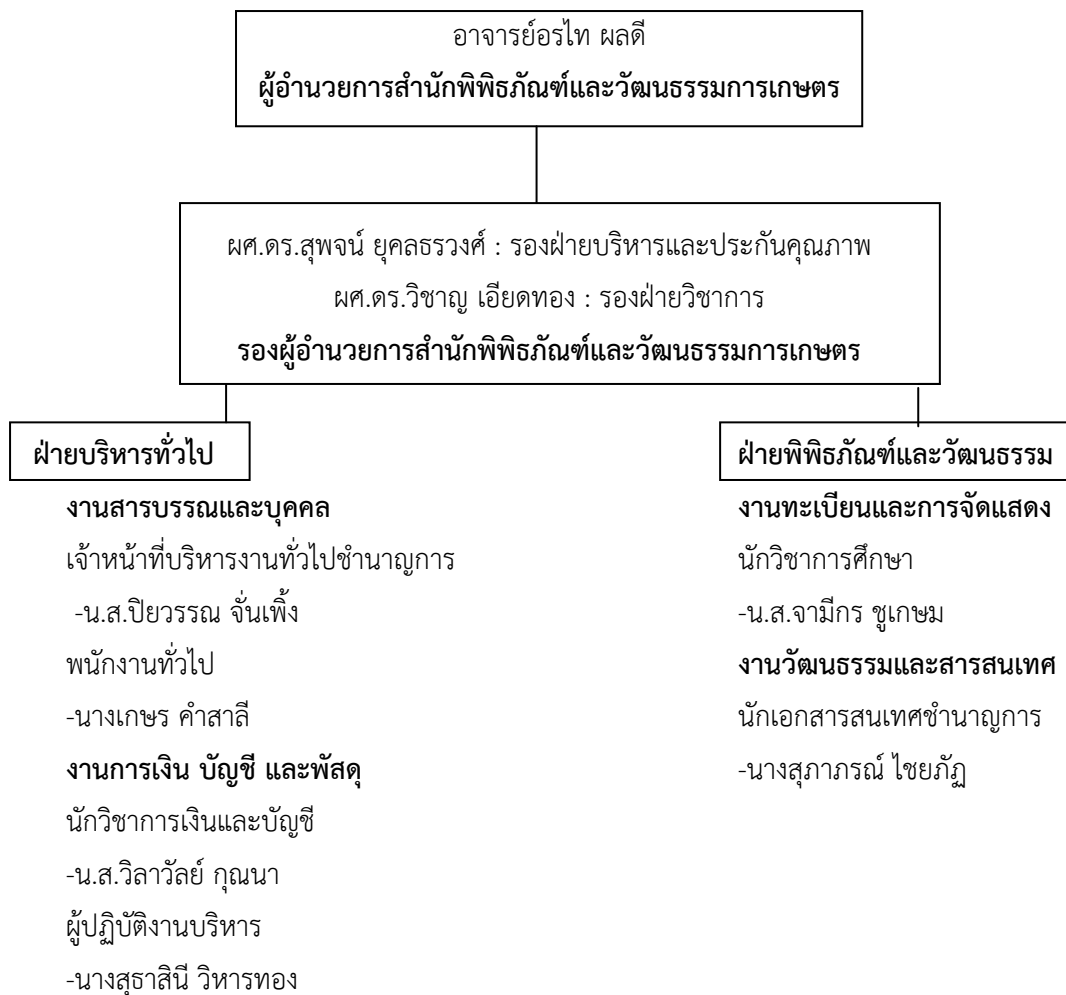 อาจารย์อรไท ผลดี
ผู้อำนวยการสำนักพิพิธภัณฑ์และวัฒนธรรมการเกษตร
ผศ.ดร.สุพจน์ ยุคลธรวงศ์ : รองฝ่ายบริหารและประกันคุณภาพ
ผศ.ดร.วิชาญ เอียดทอง : รองฝ่ายวิชาการ
รองผู้อำนวยการสำนักพิพิธภัณฑ์และวัฒนธรรมการเกษตร
ฝ่ายบริหารทั่วไป
งานสารบรรณและบุคคล
เจ้าหน้าที่บริหารงานทั่วไปชำนาญการ
-น.ส.ปิยวรรณ จั่นเพิ้ง
พนักงานทั่วไป
-นางเกษร คำสาลี
งานการเงิน บัญชี และพัสดุ
นักวิชาการเงินและบัญชี
-น.ส.วิลาวัลย์ กุณนา
ผู้ปฏิบัติงานบริหาร
-นางสุธาสินี วิหารทอง
ฝ่ายพิพิธภัณฑ์และวัฒนธรรม
งานทะเบียนและการจัดแสดง
นักวิชาการศึกษา
-น.ส.จามีกร ชูเกษม
งานวัฒนธรรมและสารสนเทศ
นักเอกสารสนเทศชำนาญการ
-นางสุภาภรณ์ ไชยภัฏ